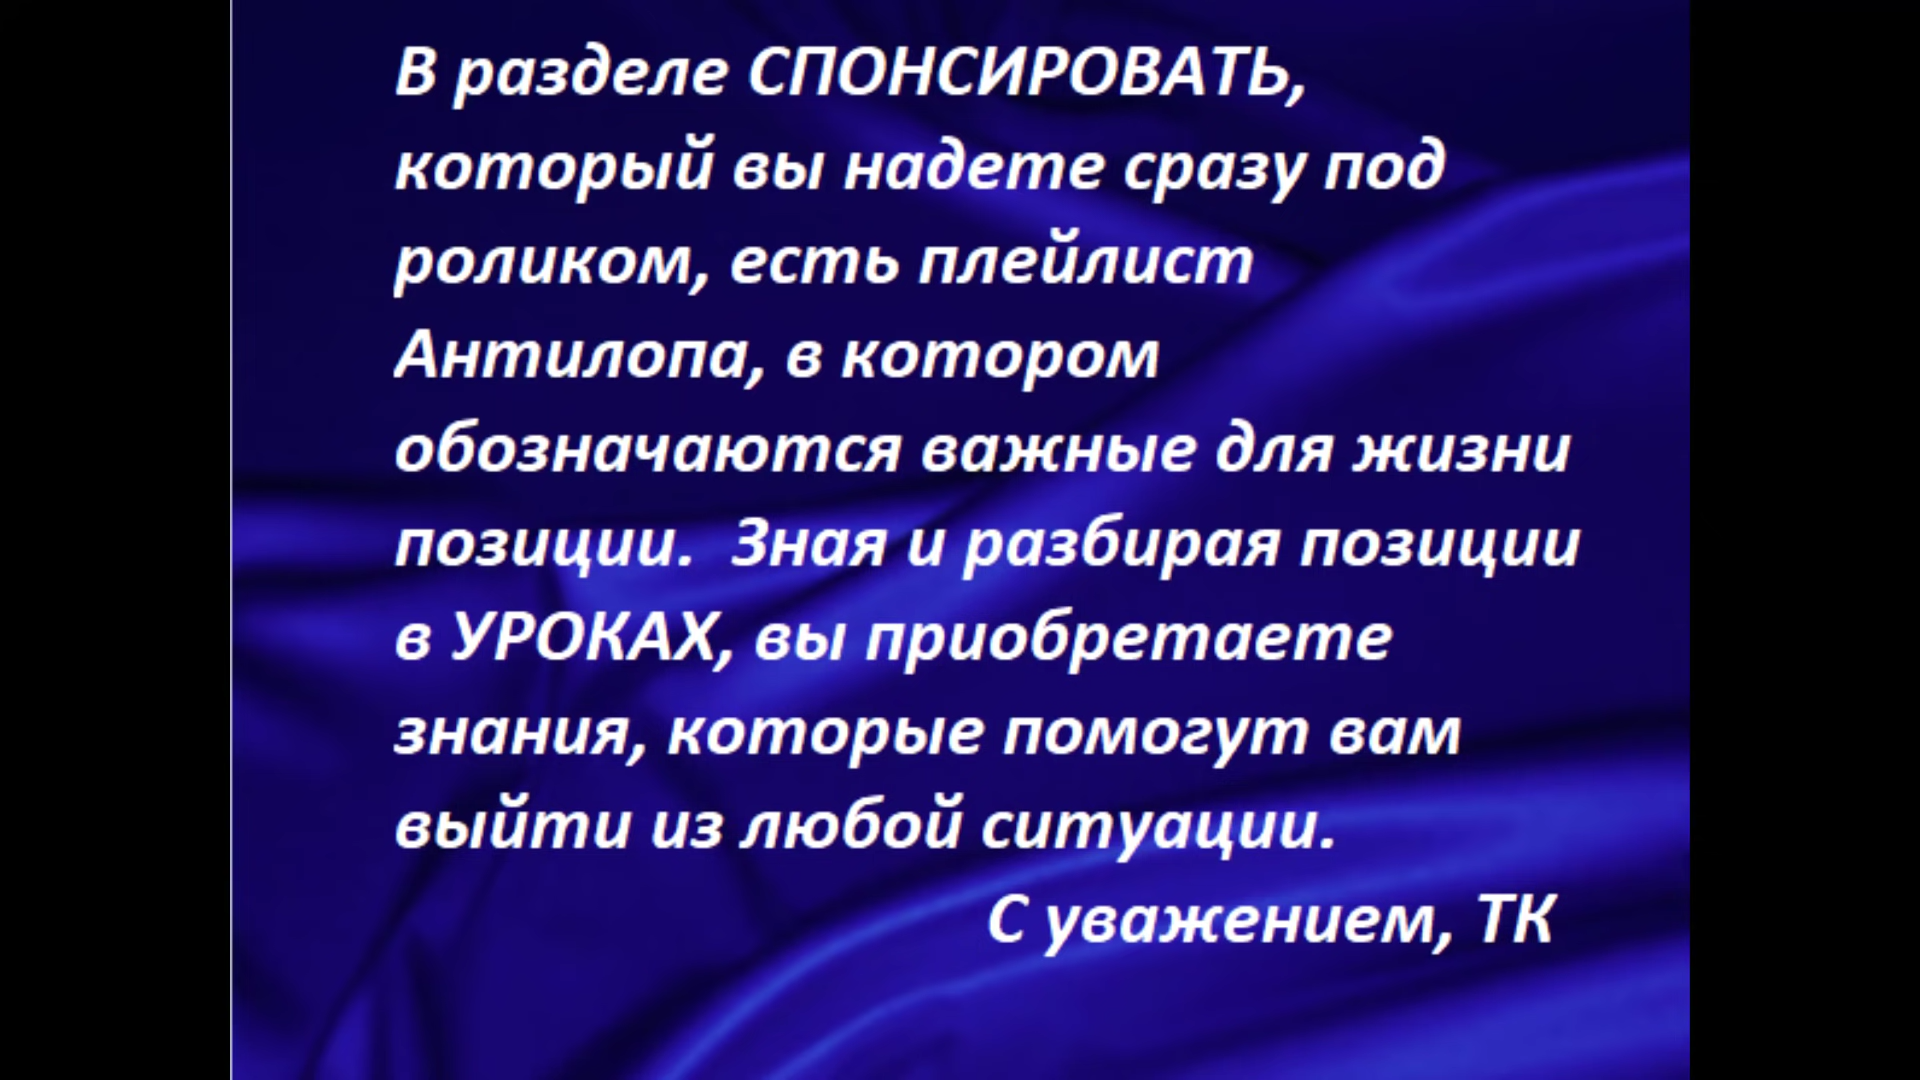 В разделе СПОНСИРОВАТЬ,
который вы надете сразу под
роликом, есть плейлист
Антилопа, в котором
обозначаются важные для жизни
позиции.  Зная и разбирая позиции
в УРОКАХ, вы приобретаете
знания, которые помогут вам
выйти из любой ситуации.
С уважением, ТК